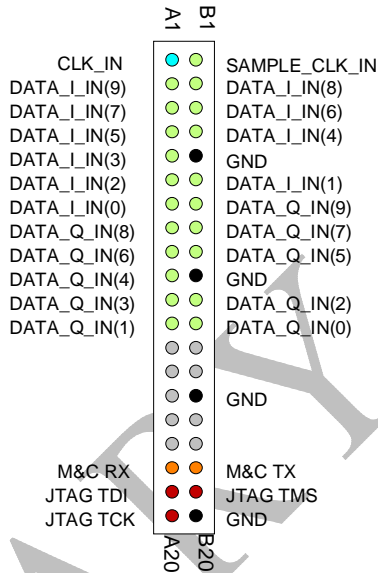 A1 B1
CLK_IN SAMPLE_CLK_IN
DATA_I_IN(9) DATA_I_IN(8)
DATA_I_IN(7) DATA_I_IN(6)
DATA_I_IN(5) DATA_I_IN(4)
DATA_I_IN(3) GND
DATA_I_IN(2) DATA_I_IN(1)
DATA_I_IN(0) DATA_Q_IN(9)
DATA_Q_IN(8) DATA_Q_IN(7)
DATA_Q_IN(6) DATA_Q_IN(5)
DATA_Q_IN(4) GND
DATA_Q_IN(3) DATA_Q_IN(2)
DATA_Q_IN(1) DATA_Q_IN(0)
GND
M&C RX M&C TX
JTAG TDI JTAG TMS
JTAG TCK GND
A20 B20